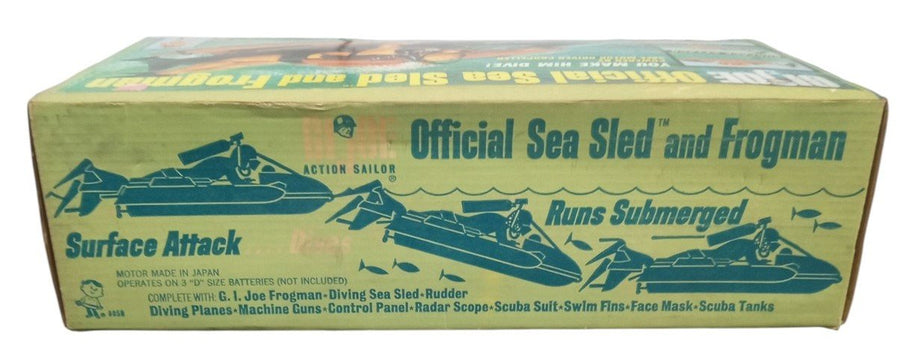 G.I. JOE Official Sea Sled and Frogman
YOU MAKE HIM DIVE!
GI JOE
ACTION SAILOR ®
Official Sea Sled™ and Frogman
Surface Attack
Runs Submerged
MOTOR MADE IN JAPAN
OPERATES ON 3 "D" SIZE BATTERIES (NOT INCLUDED)
COMPLETE WITH: G. I. Joe Frogman•Diving Sea Sled•Rudder
Diving Planes•Machine Guns•Control Panel•Radar Scope•Scuba Suit•Swim Fins•Face Mask•Scuba Tanks